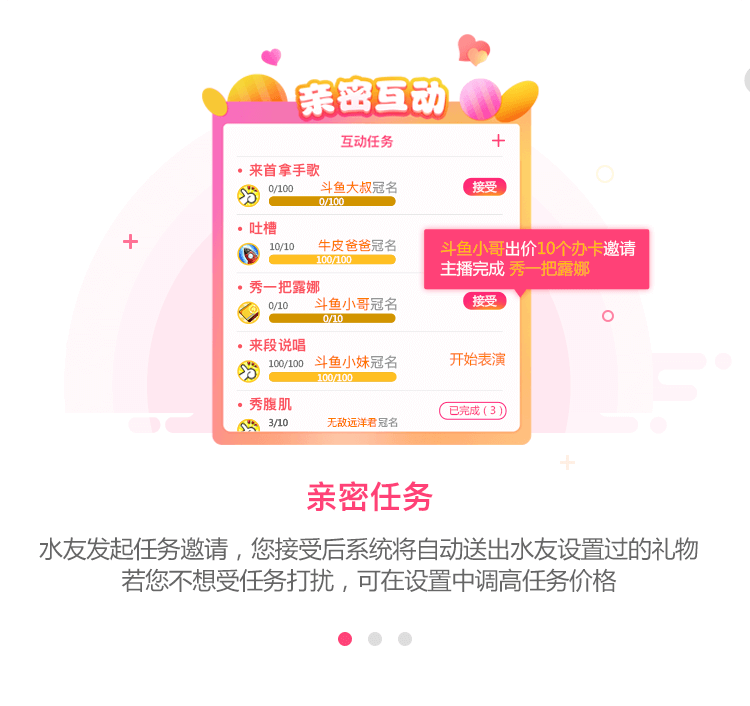 亲密互动
互动任务
来首拿手歌
0/100 斗鱼大叔冠名 接受
0/100
吐槽
10/10 牛皮爸爸冠名
100/100
斗鱼小哥出价10个办卡邀请
主播完成 秀一把露娜
秀一把露娜
0/10 斗鱼小哥冠名 接受
0/10
来段说唱
100/100 斗鱼小妹冠名 开始表演
100/100
秀腹肌
3/10 无敌远洋君冠名 已完成(3)
亲密任务
水友发起任务邀请，您接受后系统将自动送出水友设置过的礼物
若您不想受任务打扰，可在设置中调高任务价格